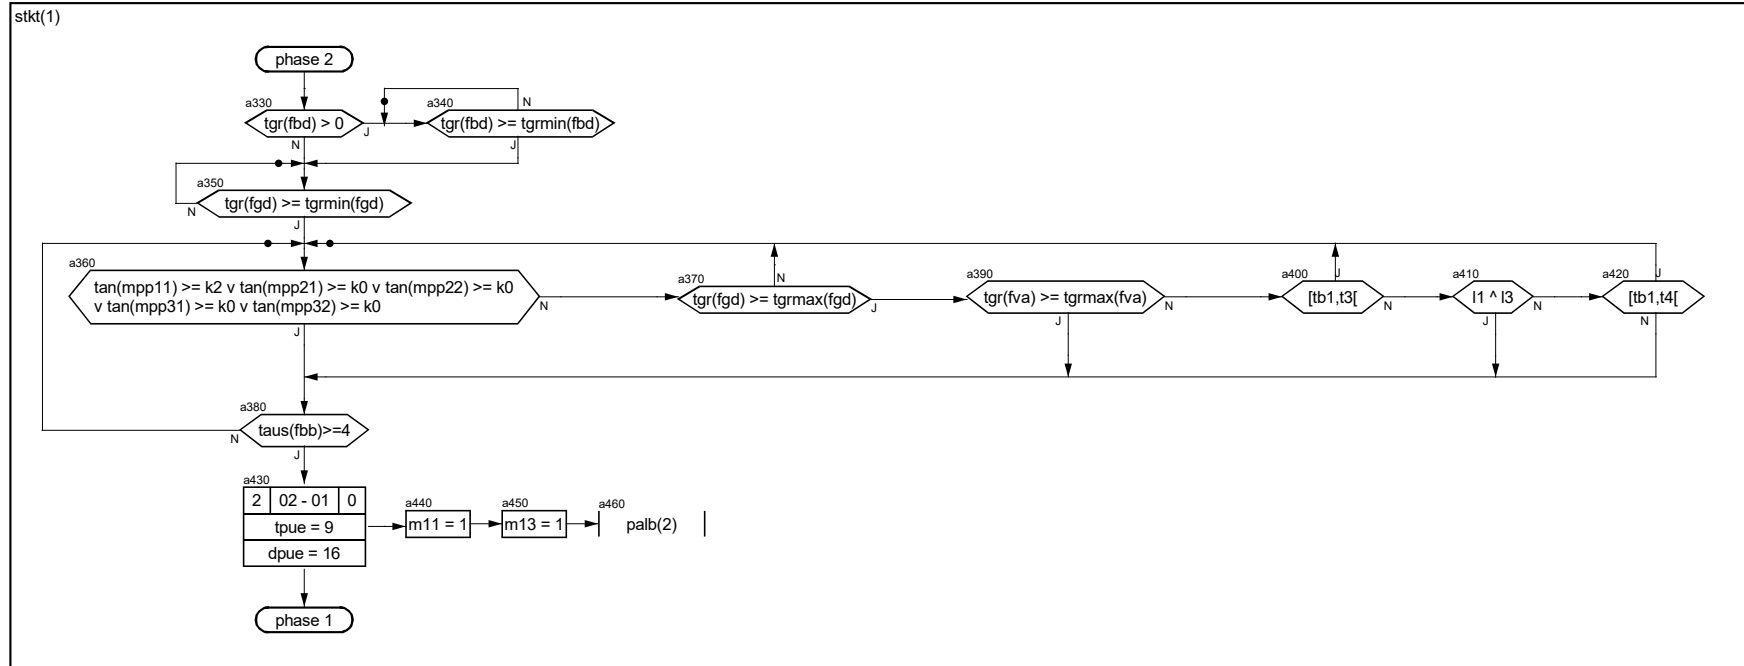 stkt(1)
phase 2
a330
tgr(fbd) > 0
J
N
a340
N
tgr(fbd) >= tgrmin(fbd)
J
a350
tgr(fgd) >= tgrmin(fgd)
N
J
a360
tan(mpp11) >= k2 v tan(mpp21) >= k0 v tan(mpp22) >= k0
v tan(mpp31) >= k0 v tan(mpp32) >= k0
N
J
a370
N
tgr(fgd) >= tgrmax(fgd)
J
a390
tgr(fva) >= tgrmax(fva)
N
J
a400
J
[tb1,t3[
N
a410
l1 ^ l3
N
J
a420
J
[tb1,t4[
N
a380
taus(fbb)>=4
N
J
a430
2 02 - 01 0
tpue = 9
dpue = 16
a440
m11 = 1
a450
m13 = 1
a460
palb(2)
phase 1